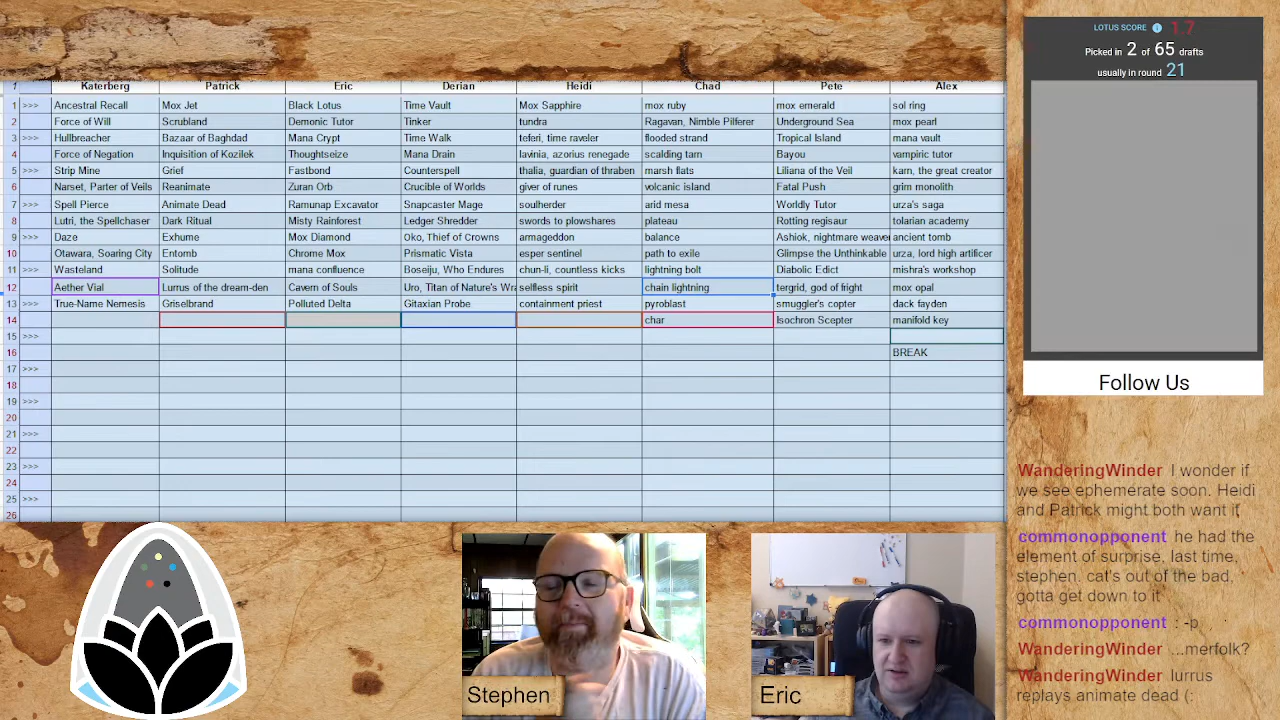 Katerberg Patrick Eric Derian Heidi Chad Pete Alex
1 >>> Ancestral Recall Mox Jet Black Lotus Time Vault Mox Sapphire mox ruby mox emerald sol ring
2 Force of Will Scrubland Demonic Tutor Tinker tundra Ragavan, Nimble Pilferer Underground Sea mox pearl
3 >>> Hullbreacher Bazaar of Baghdad Mana Crypt Time Walk teferi, time raveler flooded strand Tropical Island mana vault
4 Force of Negation Inquisition of Kozilek Thoughtseize Mana Drain lavinia, azorius renegade scalding tarn Bayou vampiric tutor
5 >>> Strip Mine Grief Fastbond Counterspell thalia, guardian of thraben marsh flats Liliana of the Veil karn, the great creator
6 Narset, Parter of Veils Reanimate Zuran Orb Crucible of Worlds giver of runes volcanic island Fatal Push grim monolith
7 >>> Spell Pierce Animate Dead Ramunap Excavator Snapcaster Mage soulherder arid mesa Worldly Tutor urza's saga
8 Lutri, the Spellchaser Dark Ritual Misty Rainforest Ledger Shredder swords to plowshares plateau Rotting regisaur tolarian academy
9 >>> Daze Exhume Mox Diamond Oko, Thief of Crowns armageddon balance Ashiok, nightmare weaver ancient tomb
10 Otawara, Soaring City Entomb Chrome Mox Prismatic Vista esper sentinel path to exile Glimpse the Unthinkable urza, lord high artificer
11 >>> Wasteland Solitude mana confluence Boseiju, Who Endures chun-li, countless kicks lightning bolt Diabolic Edict mishra's workshop
12 Aether Vial Lurrus of the dream-den Cavern of Souls Uro, Titan of Nature's Wra selfless spirit chain lightning tergrid, god of fright mox opal
13 >>> True-Name Nemesis Griselbrand Polluted Delta Gitaxian Probe containment priest pyroblast smuggler's copter dack fayden
14 char Isochron Scepter manifold key
15 >>>
16 BREAK
17 >>>
18
19 >>>
20
21 >>>
22
23 >>>
24
25 >>>
26
LOTUS SCORE i 1.7
Picked in 2 of 65 drafts
usually in round 21
Follow Us
WanderingWinder I wonder if
we see ephemerate soon. Heidi
and Patrick might both want it
commonopponent he had the
element of surprise, last time,
stephen. cat's out of the bad,
gotta get down to it
commonopponent : -p
WanderingWinder ...merfolk?
WanderingWinder lurrus
replays animate dead (:
Stephen
Eric